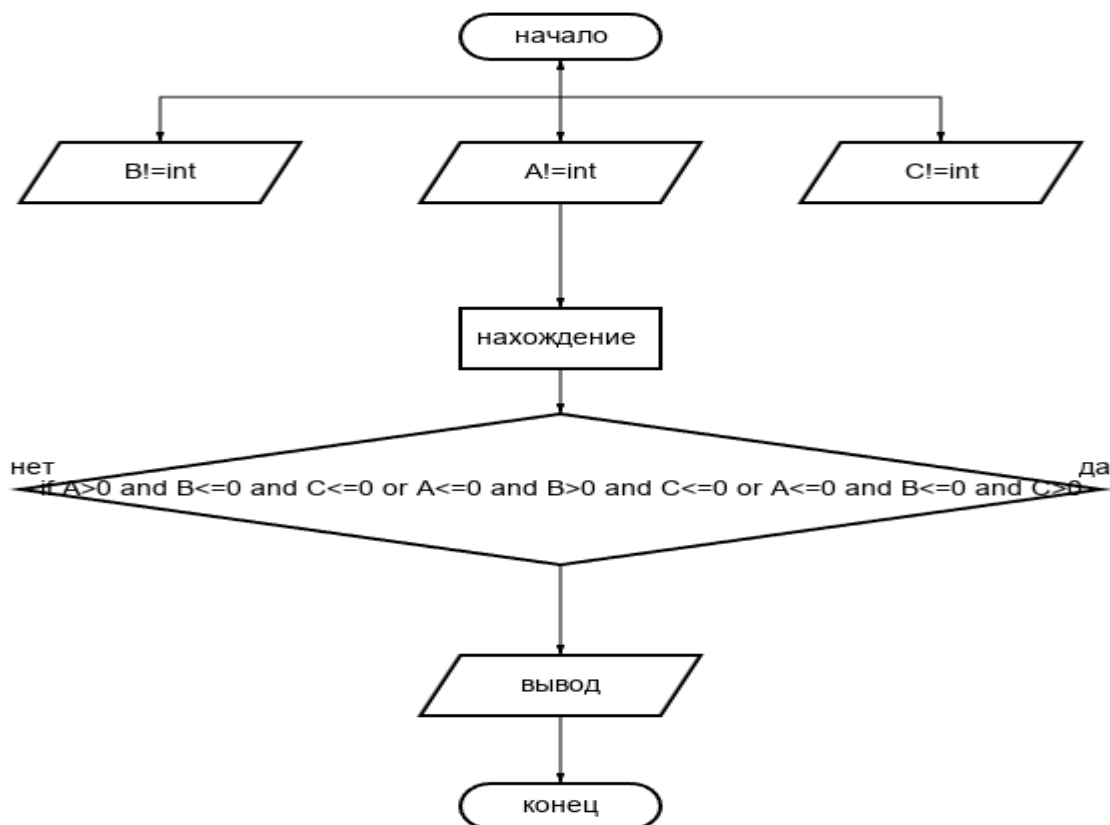 начало
B!=int
A!=int
C!=int
нахождение
нет
да
if A>0 and B<=0 and C<=0 or A<=0 and B>0 and C<=0 or A<=0 and B<=0 and C>0
вывод
конец